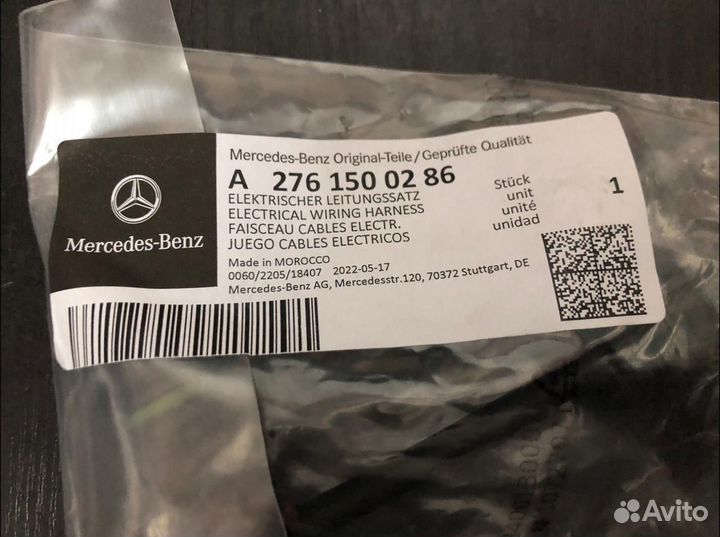 Mercedes-Benz Original-Teile/Geprüfte Qualität
A 276 150 02 86
ELEKTRISCHER LEITUNGSSATZ
ELECTRICAL WIRING HARNESS
FAISCEAU CABLES ELECTR.
JUEGO CABLES ELECTRICOS
Stück
unit
unité
unidad
1
Mercedes-Benz
Made in MOROCCO
0060/2205/18407 2022-05-17
Mercedes-Benz AG, Mercedesstr.120, 70372 Stuttgart, DE
Avito